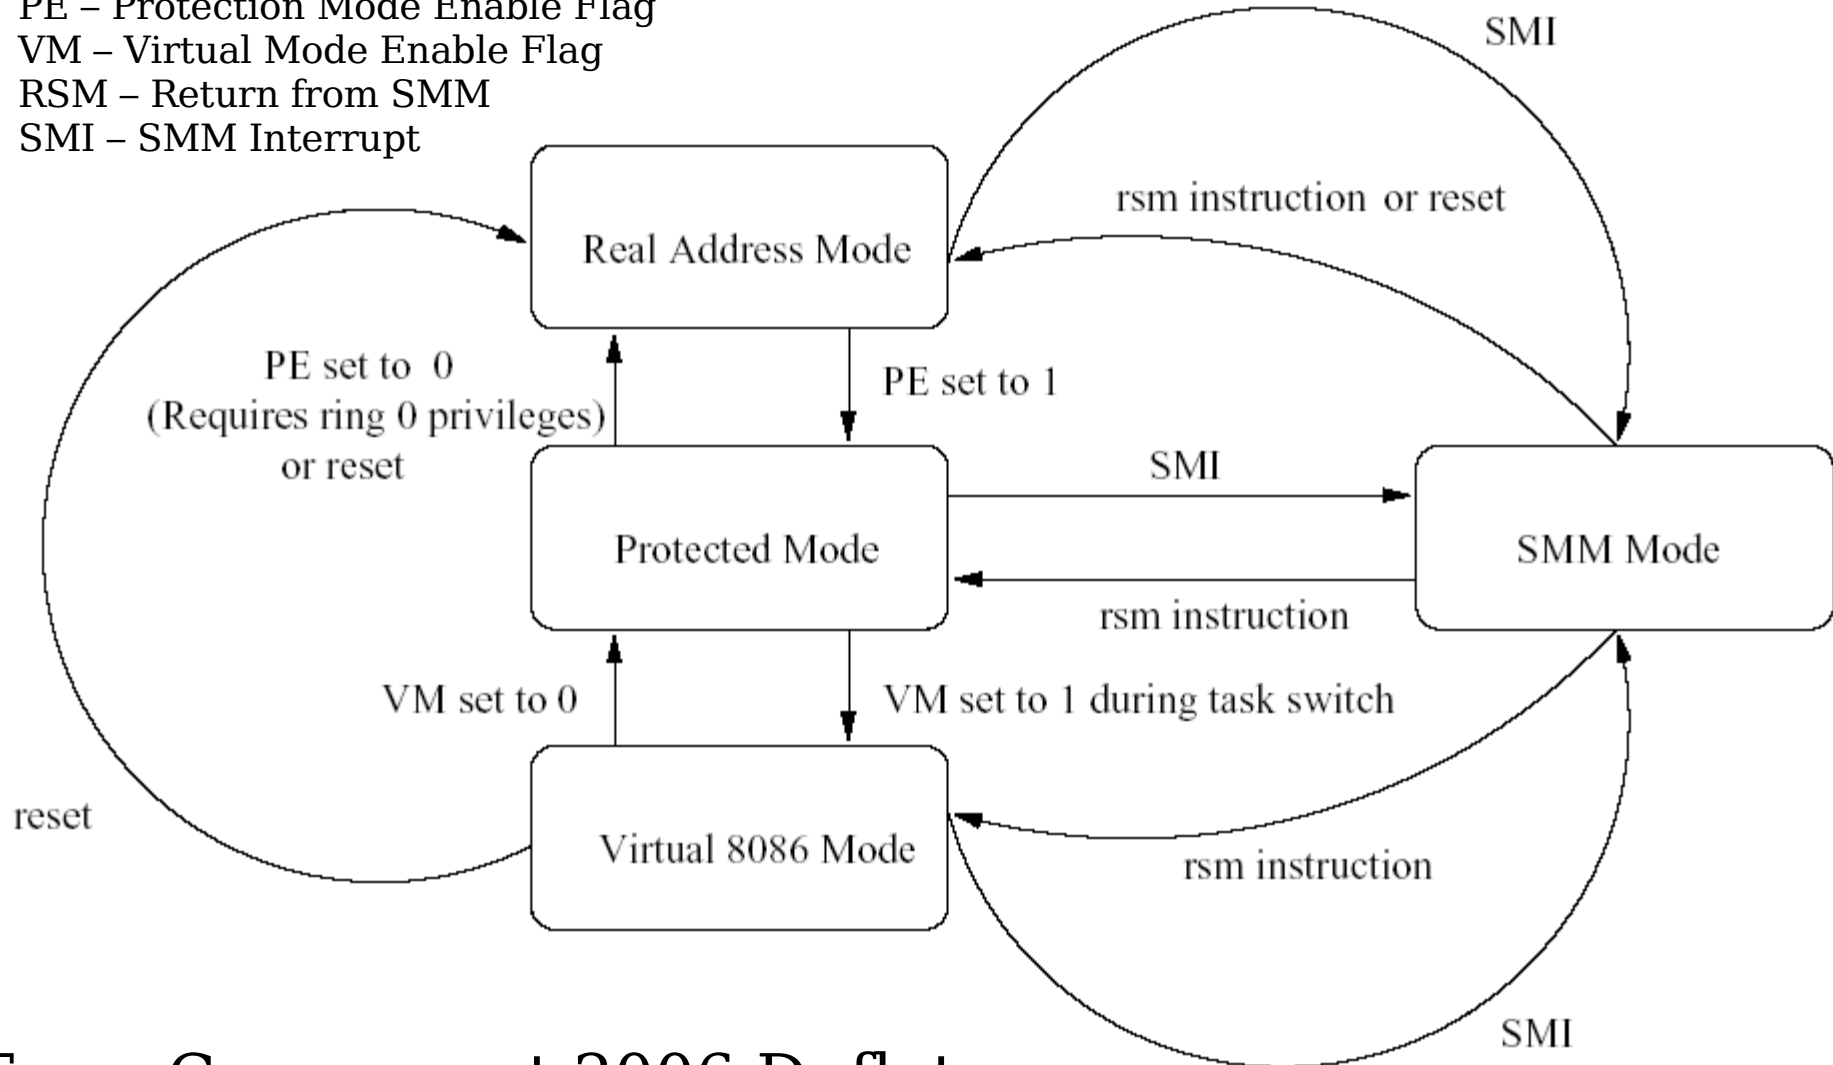 PE – Protection Mode Enable Flag
VM – Virtual Mode Enable Flag
RSM – Return from SMM
SMI – SMM Interrupt
SMI
rsm instruction or reset
Real Address Mode
PE set to 0
(Requires ring 0 privileges)
or reset
PE set to 1
SMI
Protected Mode
SMM Mode
rsm instruction
VM set to 0
VM set to 1 during task switch
reset
Virtual 8086 Mode
rsm instruction
SMI